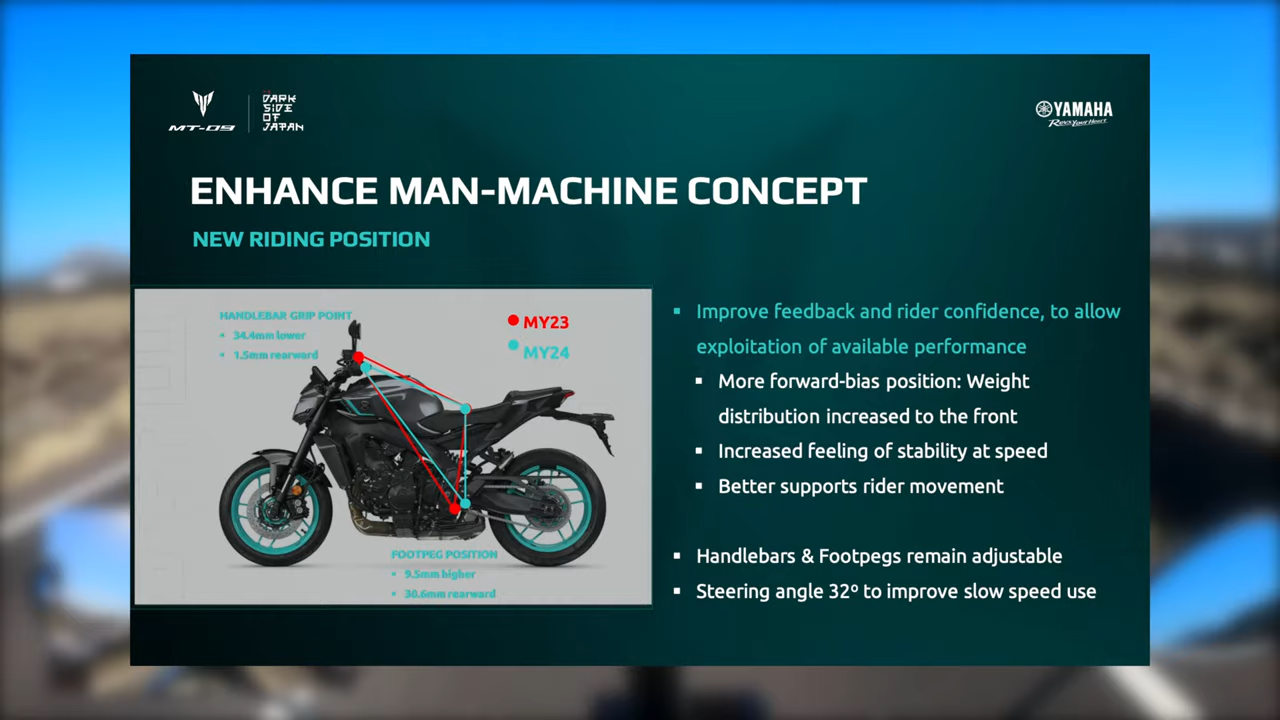 MT-09
DARK
SIDE
OF
JAPAN
YAMAHA
Revs Your Heart
ENHANCE MAN-MACHINE CONCEPT
NEW RIDING POSITION
HANDLEBAR GRIP POINT
▪ 34.4mm lower
▪ 1.5mm rearward
MY23
MY24
FOOTPEG POSITION
▪ 9.5mm higher
▪ 30.6mm rearward
▪ Improve feedback and rider confidence, to allow
exploitation of available performance
▪ More forward-bias position: Weight
distribution increased to the front
▪ Increased feeling of stability at speed
▪ Better supports rider movement
▪ Handlebars & Footpegs remain adjustable
▪ Steering angle 32º to improve slow speed use